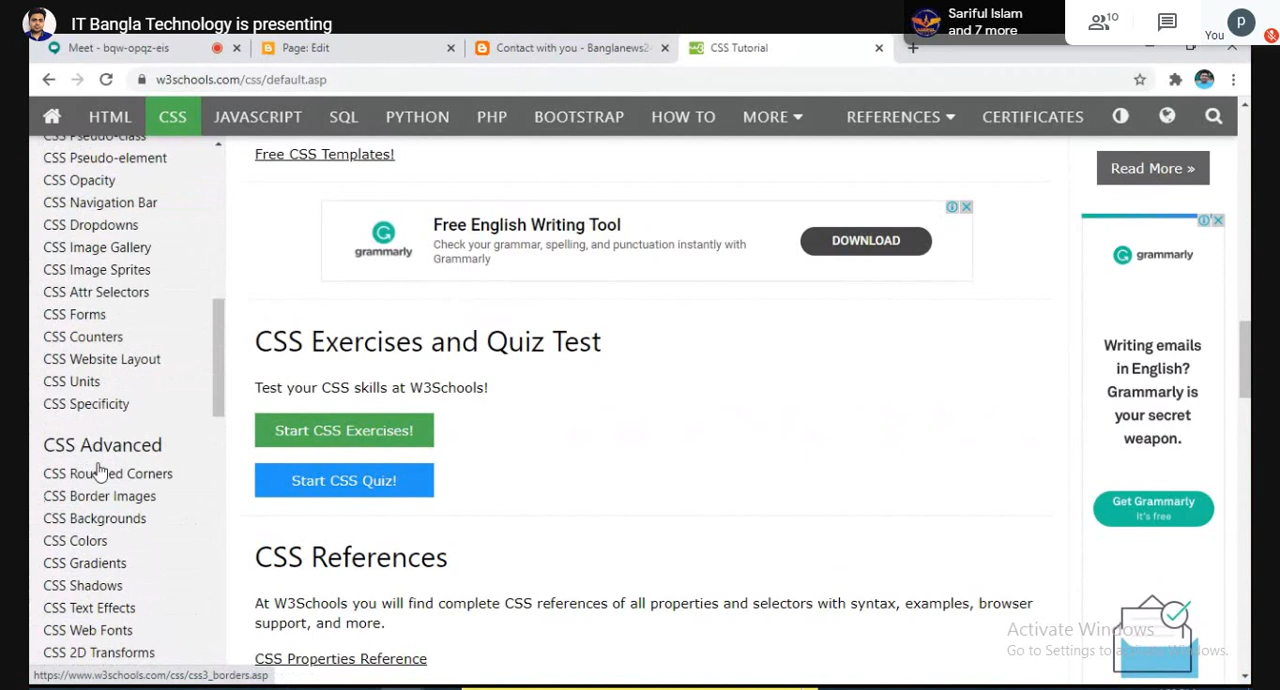 IT Bangla Technology is presenting
Sariful Islam
and 7 more
10
You
P
Meet - bqw-opqz-eis
Page: Edit
Contact with you - Banglanews2
CSS Tutorial
w3schools.com/css/default.asp
HTML
CSS
JAVASCRIPT
SQL
PYTHON
PHP
BOOTSTRAP
HOW TO
MORE
REFERENCES
CERTIFICATES
CSS Pseudo-class
CSS Pseudo-element
CSS Opacity
CSS Navigation Bar
CSS Dropdowns
CSS Image Gallery
CSS Image Sprites
CSS Attr Selectors
CSS Forms
CSS Counters
CSS Website Layout
CSS Units
CSS Specificity
CSS Advanced
CSS Rounded Corners
CSS Border Images
CSS Backgrounds
CSS Colors
CSS Gradients
CSS Shadows
CSS Text Effects
CSS Web Fonts
CSS 2D Transforms
https://www.w3schools.com/css/css3_borders.asp
Free CSS Templates!
grammarly
Free English Writing Tool
Check your grammar, spelling, and punctuation instantly with
Grammarly
DOWNLOAD
CSS Exercises and Quiz Test
Test your CSS skills at W3Schools!
Start CSS Exercises!
Start CSS Quiz!
CSS References
At W3Schools you will find complete CSS references of all properties and selectors with syntax, examples, browser
support, and more.
CSS Properties Reference
Read More »
grammarly
Writing emails
in English?
Grammarly is
your secret
weapon.
Get Grammarly
It's free
Activate Windows
Go to Settings to activate Windows.